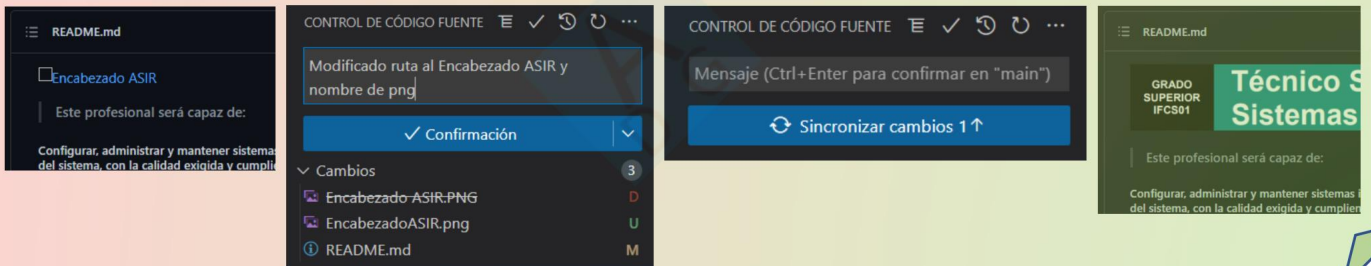 README.md
Encabezado ASIR
Este profesional será capaz de:
Configurar, administrar y mantener sistemas
del sistema, con la calidad exigida y cumplie
CONTROL DE CÓDIGO FUENTE
Modificado ruta al Encabezado ASIR y
nombre de png
Confirmación
Cambios 3
Encabezado ASIR.PNG D
EncabezadoASIR.png U
README.md M
CONTROL DE CÓDIGO FUENTE
Mensaje (Ctrl+Enter para confirmar en "main")
Sincronizar cambios 1↑
README.md
GRADO
SUPERIOR
IFCS01
Técnico S
Sistemas
Este profesional será capaz de:
Configurar, administrar y mantener sistemas i
del sistema, con la calidad exigida y cumplien